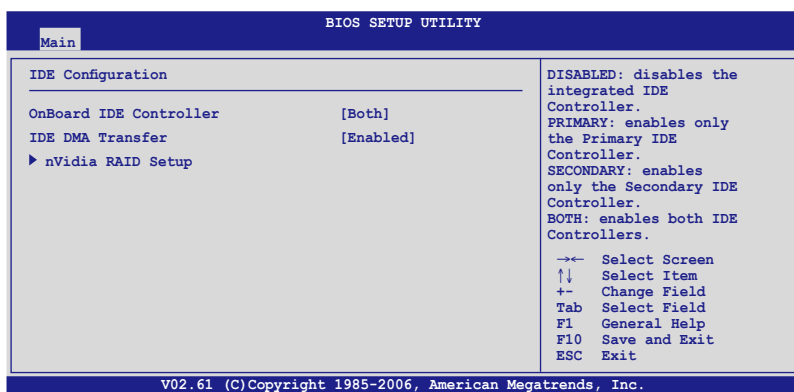 BIOS SETUP UTILITY
Main
IDE Configuration
OnBoard IDE Controller [Both]
IDE DMA Transfer [Enabled]
nVidia RAID Setup
DISABLED: disables the
integrated IDE
Controller.
PRIMARY: enables only
the Primary IDE
Controller.
SECONDARY: enables
only the Secondary IDE
Controller.
BOTH: enables both IDE
Controllers.
→← Select Screen
↑↓ Select Item
+- Change Field
Tab Select Field
F1 General Help
F10 Save and Exit
ESC Exit
V02.61 (C)Copyright 1985-2006, American Megatrends, Inc.